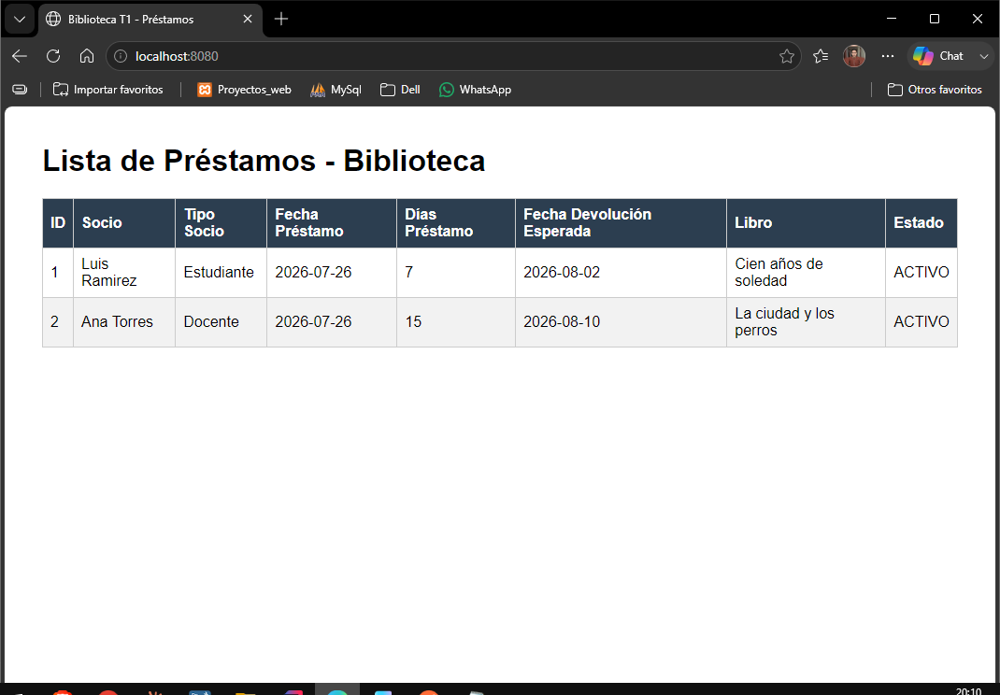 Biblioteca T1 - Préstamos
localhost:8080
Chat
Importar favoritos
Proyectos_web
MySql
Dell
WhatsApp
Otros favoritos
Lista de Préstamos - Biblioteca
ID Socio Tipo Socio Fecha Préstamo Días Préstamo Fecha Devolución Esperada Libro Estado
1 Luis Ramirez Estudiante 2026-07-26 7 2026-08-02 Cien años de soledad ACTIVO
2 Ana Torres Docente 2026-07-26 15 2026-08-10 La ciudad y los perros ACTIVO
20:10